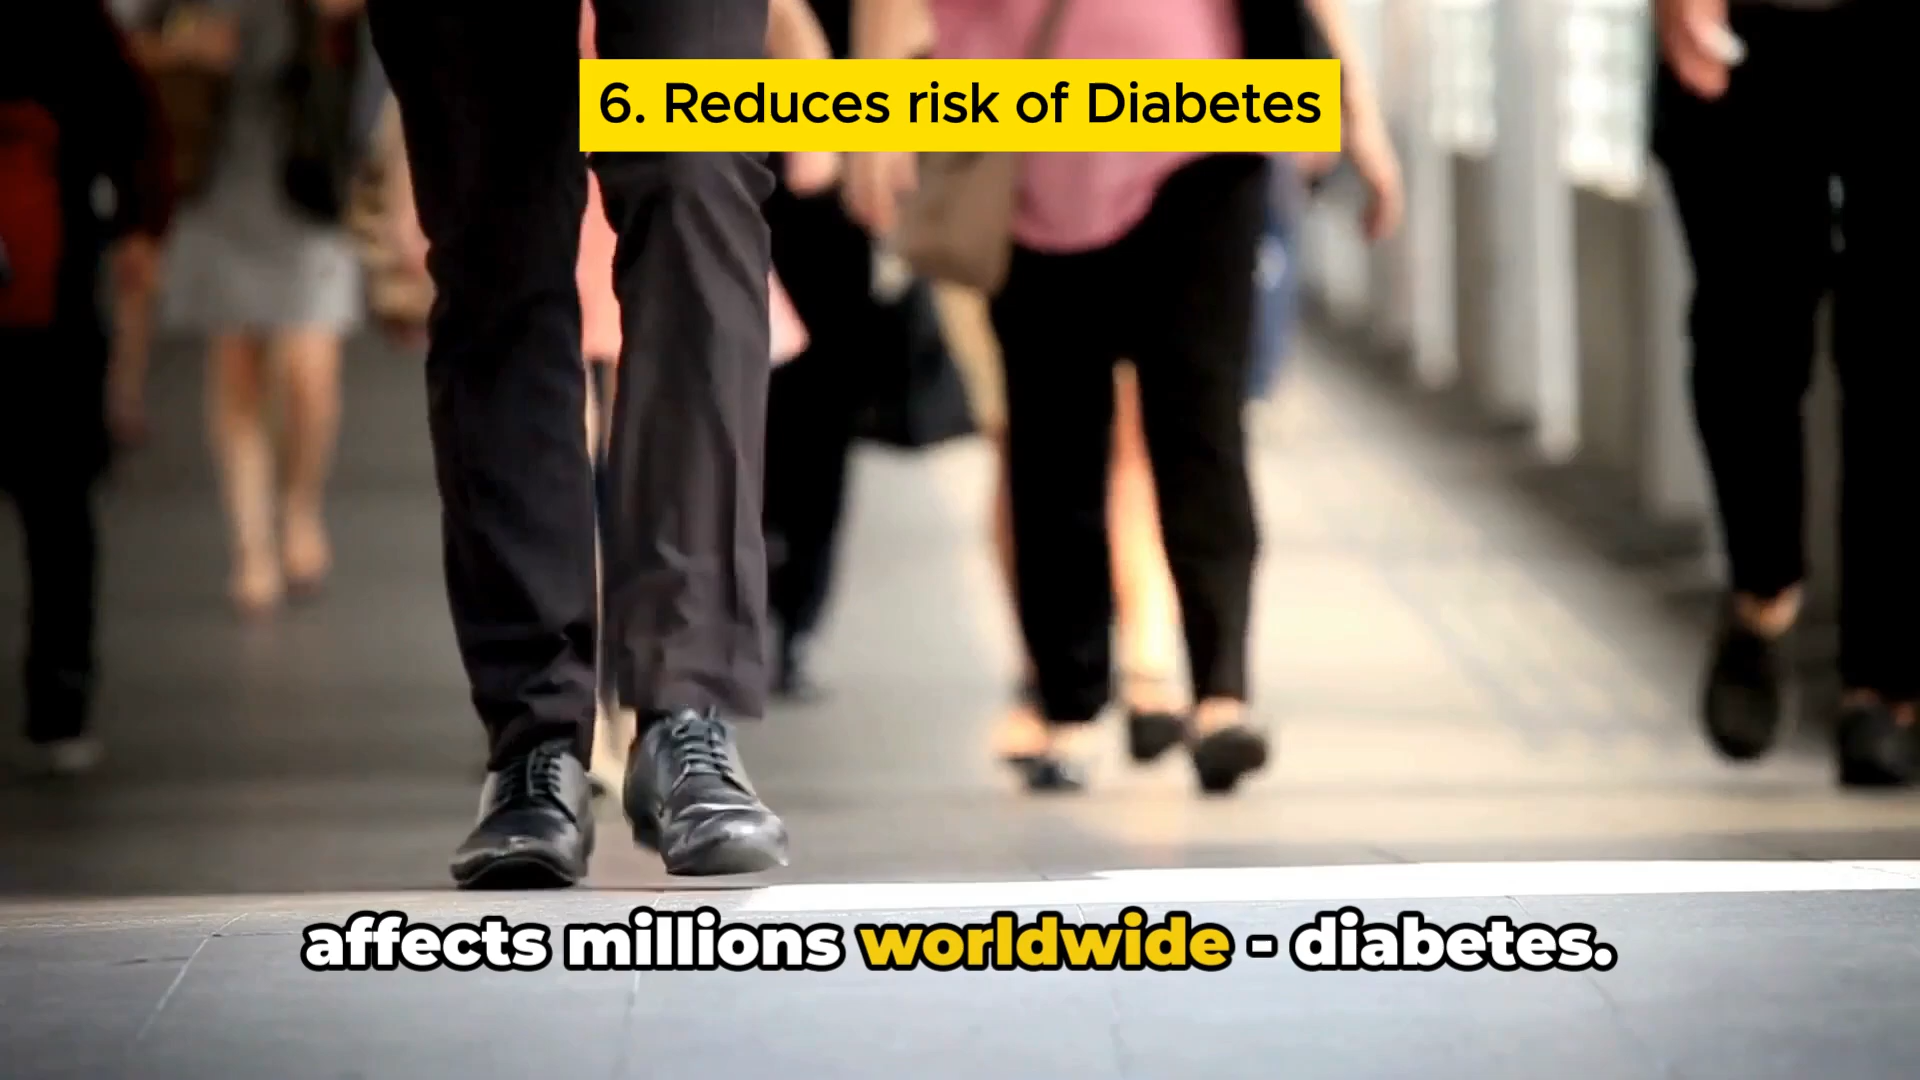 6. Reduces risk of Diabetes
affects millions worldwide - diabetes.